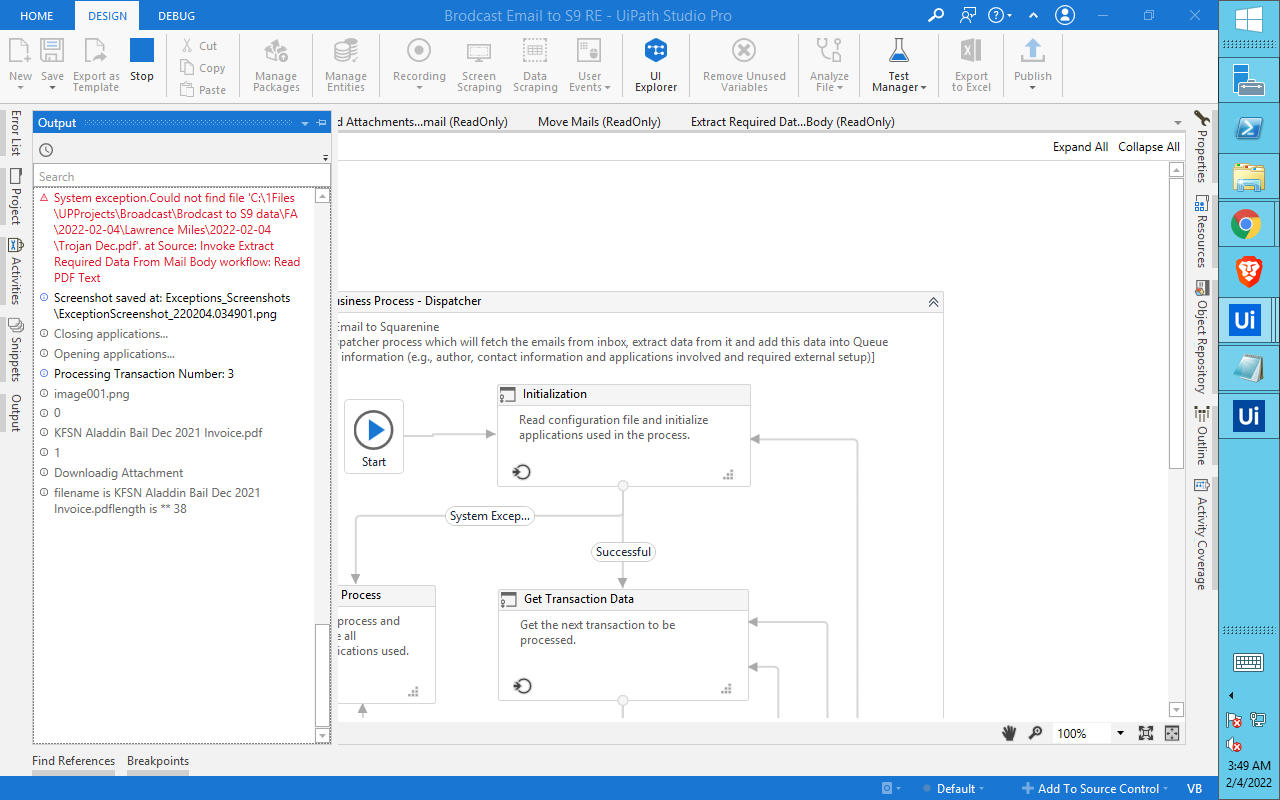 HOME
DESIGN
DEBUG
Brodcast Email to S9 RE - UiPath Studio Pro
New
Save
Export as
Template
Stop
Cut
Copy
Paste
Manage
Packages
Manage
Entities
Recording
Screen
Scraping
Data
Scraping
User
Events
UI
Explorer
Remove Unused
Variables
Analyze
File
Test
Manager
Export
to Excel
Publish
Error List
Project
Activities
Snippets
Output
Output
Search
System exception.Could not find file 'C:\1Files
\UPProjects\Broadcast\Brodcast to S9 data\FA
\2022-02-04\Lawrence Miles\2022-02-04
\Trojan Dec.pdf'. at Source: Invoke Extract
Required Data From Mail Body workflow: Read
PDF Text
Screenshot saved at: Exceptions_Screenshots
\ExceptionScreenshot_220204.034901.png
Closing applications...
Opening applications...
Processing Transaction Number: 3
image001.png
0
KFSN Aladdin Bail Dec 2021 Invoice.pdf
1
Downloadig Attachment
filename is KFSN Aladdin Bail Dec 2021
Invoice.pdflength is ** 38
d Attachments...mail (ReadOnly)
Move Mails (ReadOnly)
Extract Required Dat...Body (ReadOnly)
Expand All
Collapse All
usiness Process - Dispatcher
Email to Squarenine
spatcher process which will fetch the emails from inbox, extract data from it and add this data into Queue
information (e.g., author, contact information and applications involved and required external setup)]
Start
Initialization
Read configuration file and initialize
applications used in the process.
System Excep...
Successful
Process
process and
e all
ications used.
Get Transaction Data
Get the next transaction to be
processed.
100%
Properties
Resources
Object Repository
Outline
Activity Coverage
Find References
Breakpoints
Default
Add To Source Control
VB
Ui
Ui
3:49 AM
2/4/2022